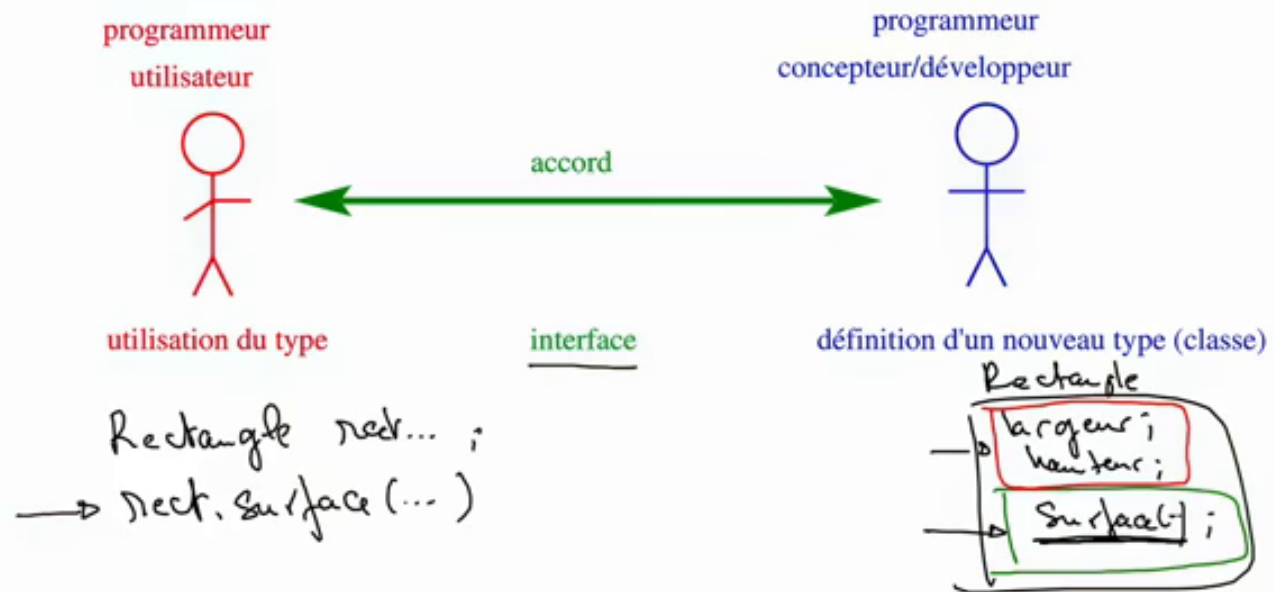 programmeur
utilisateur
programmeur
concepteur/développeur
accord
utilisation du type
interface
définition d'un nouveau type (classe)
Rectangle rect... ;
rect.surface(...)
Rectangle
largeur;
hauteur;
Surface(-);